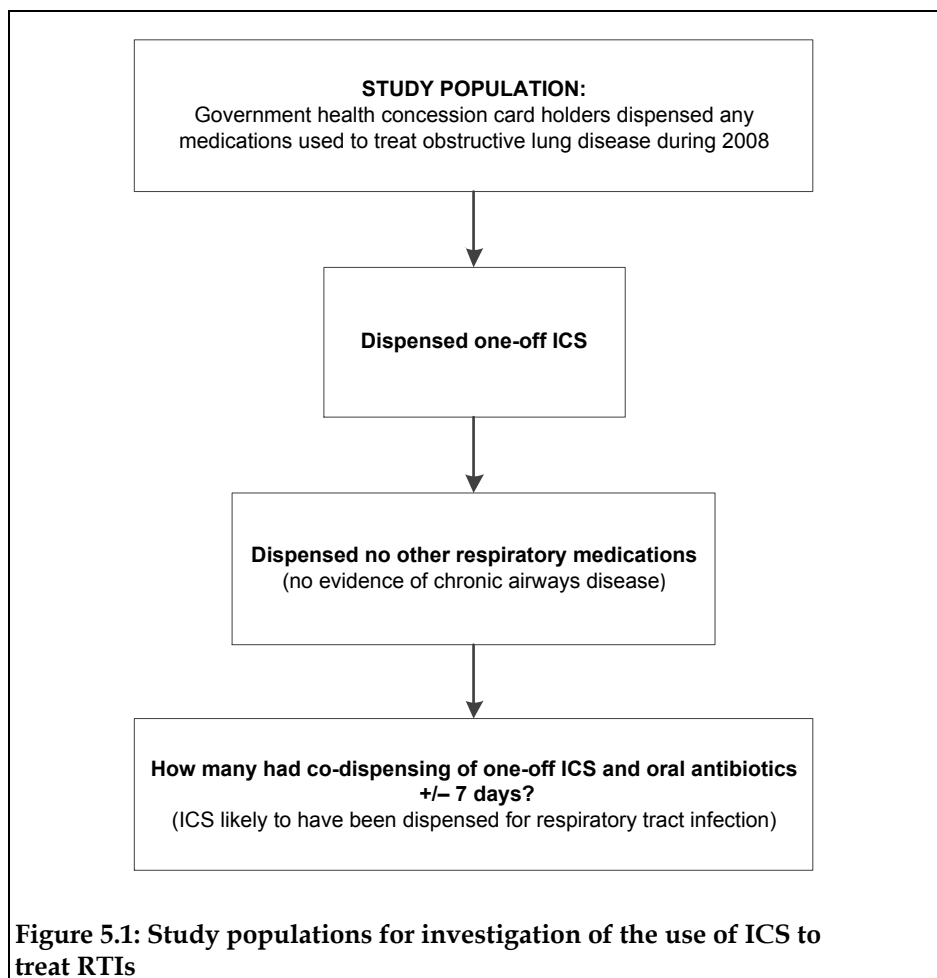 STUDY POPULATION:
Government health concession card holders dispensed any
medications used to treat obstructive lung disease during 2008
Dispensed one-off ICS
Dispensed no other respiratory medications
(no evidence of chronic airways disease)
How many had co-dispensing of one-off ICS and oral antibiotics
+/– 7 days?
(ICS likely to have been dispensed for respiratory tract infection)
Figure 5.1: Study populations for investigation of the use of ICS to
treat RTIs